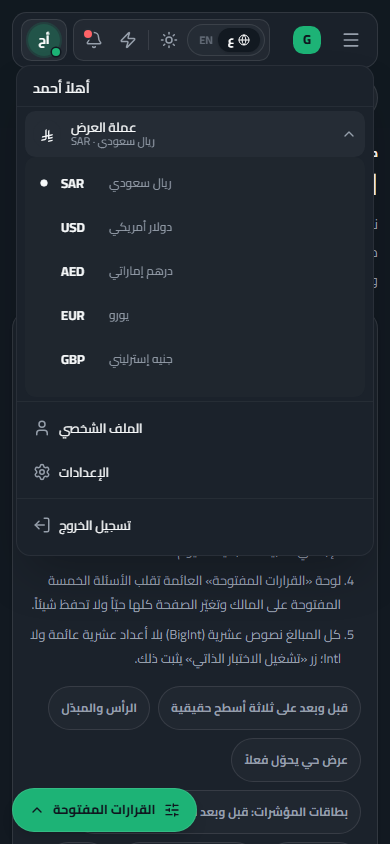 أح
EN
ع
G
أهلاً أحمد
عملة العرض
ريال سعودي · SAR
SAR ريال سعودي
USD دولار أمريكي
AED درهم إماراتي
EUR يورو
GBP جنيه إسترليني
الملف الشخصي
الإعدادات
تسجيل الخروج
4. لوحة «القرارات المفتوحة» العائمة تقلب الأسئلة الخمسة
المفتوحة على المالك وتغيّر الصفحة كلها حيّاً ولا تحفظ شيئاً.
5. كل المبالغ نصوص عشرية (BigInt) بلا أعداد عشرية عائمة ولا
Intl؛ زر «تشغيل الاختبار الذاتي» يثبت ذلك.
قبل وبعد على ثلاثة أسطح حقيقية
الرأس والمبدّل
عرض حي يحوّل فعلاً
بطاقات المؤشرات: قبل وبعد
القرارات المفتوحة